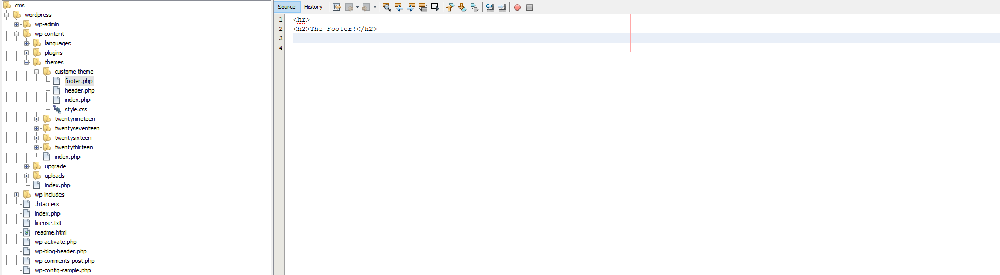 cms
wordpress
wp-admin
wp-content
languages
plugins
themes
custome theme
footer.php
header.php
index.php
style.css
twentynineteen
twentyseventeen
twentysixteen
twentythirteen
index.php
upgrade
uploads
index.php
wp-includes
.htaccess
index.php
license.txt
readme.html
wp-activate.php
wp-blog-header.php
wp-comments-post.php
wp-config-sample.php
Source History
1 <hr>
2 <h2>The Footer!</h2>
3
4